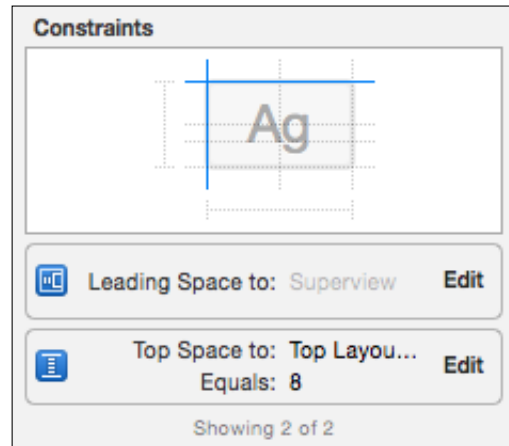 Constraints
Ag
Leading Space to: Superview Edit
Top Space to: Top Layou... Edit
Equals: 8
Showing 2 of 2